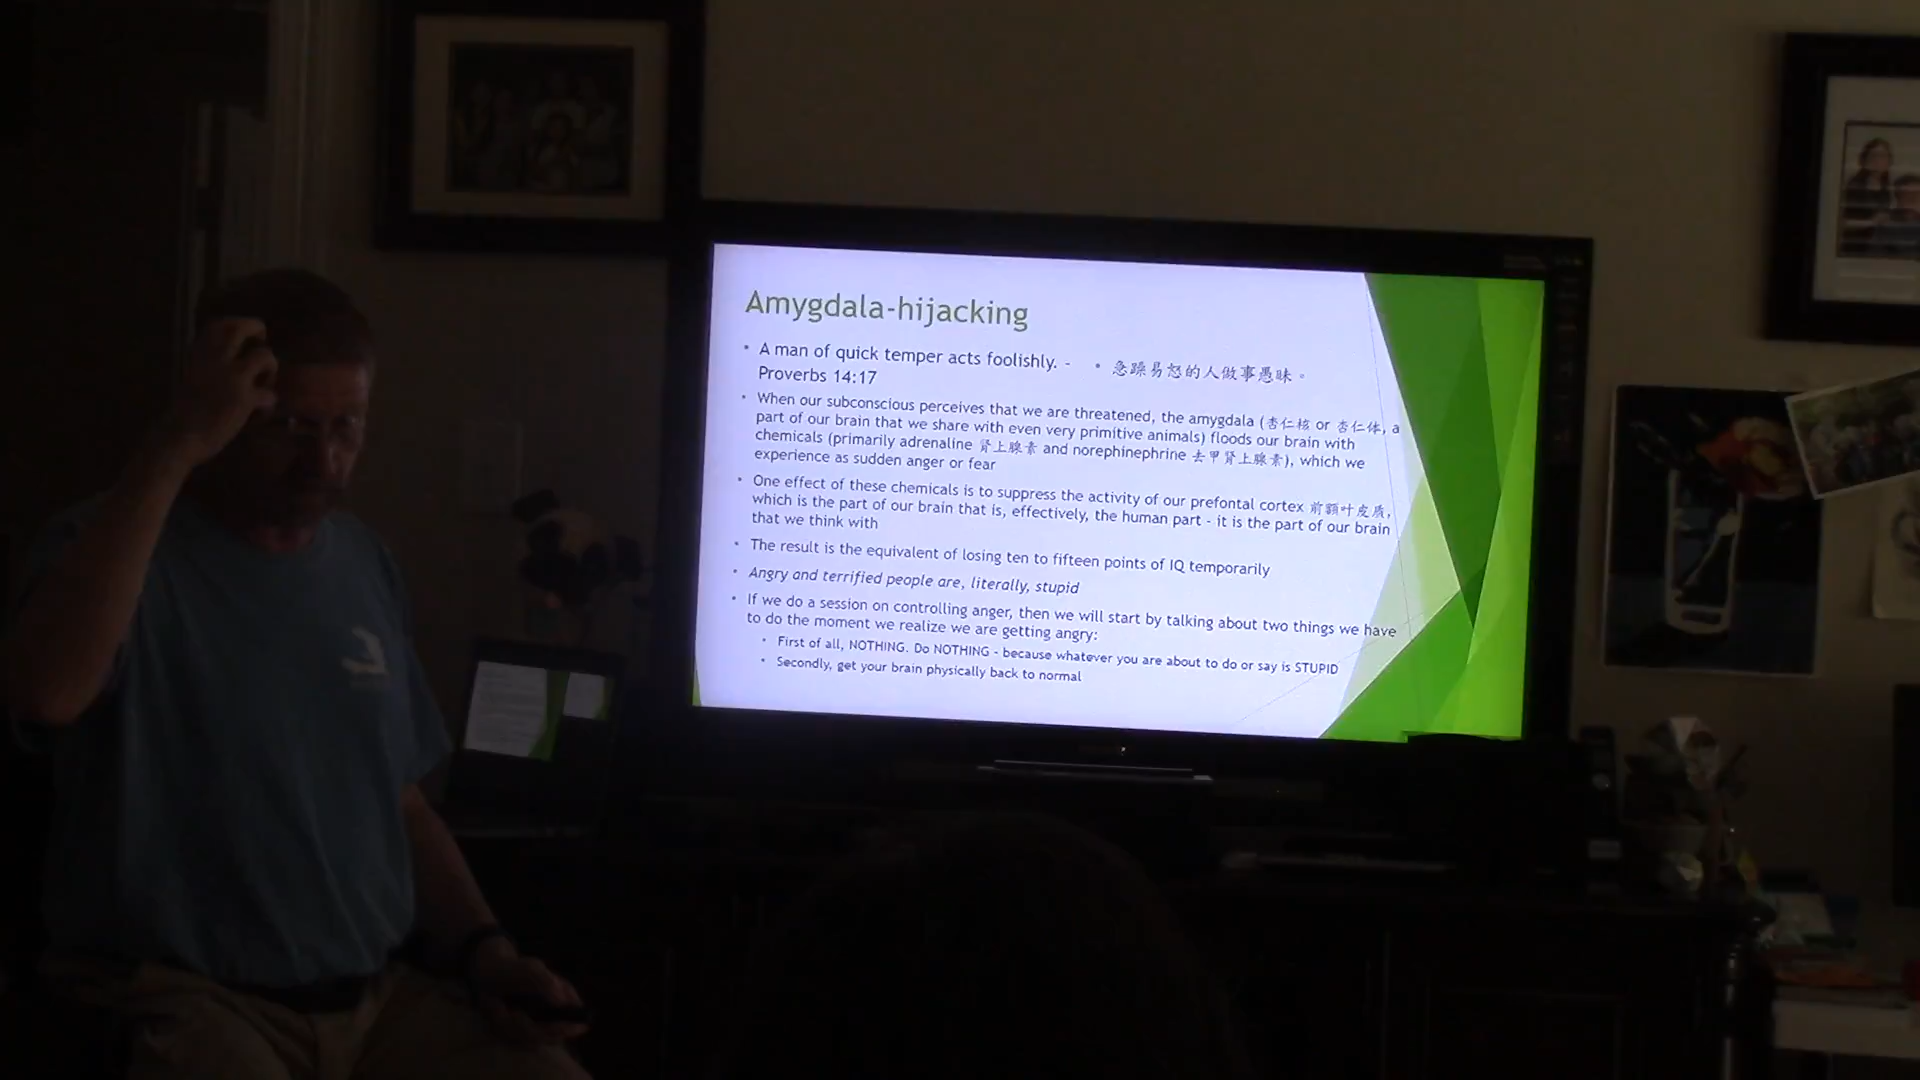 Amygdala-hijacking
• A man of quick temper acts foolishly. -
Proverbs 14:17
• 急躁易怒的人做事愚昧。
• When our subconscious perceives that we are threatened, the amygdala (杏仁核 or 杏仁体, a
part of our brain that we share with even very primitive animals) floods our brain with
chemicals (primarily adrenaline 肾上腺素 and norephinephrine 去甲肾上腺素), which we
experience as sudden anger or fear
• One effect of these chemicals is to suppress the activity of our prefontal cortex 前额叶皮质,
which is the part of our brain that is, effectively, the human part - it is the part of our brain
that we think with
• The result is the equivalent of losing ten to fifteen points of IQ temporarily
• Angry and terrified people are, literally, stupid
• If we do a session on controlling anger, then we will start by talking about two things we have
to do the moment we realize we are getting angry:
• First of all, NOTHING. Do NOTHING - because whatever you are about to do or say is STUPID
• Secondly, get your brain physically back to normal